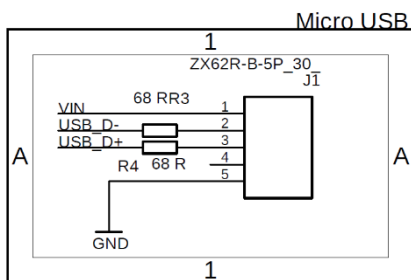 Micro USB
1
ZX62R-B-5P_30_
J1
68 RR3
VIN
1
USB_D-
2
USB_D+
3
A
A
R4
68 R
4
5
GND
1